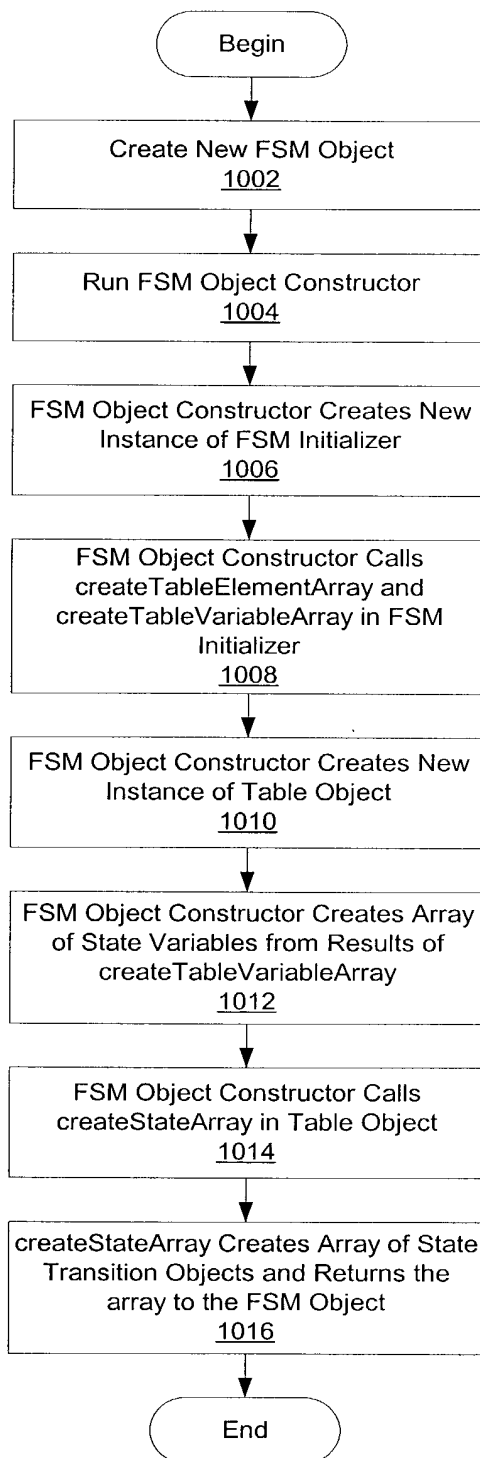 Begin
Create New FSM Object
1002
Run FSM Object Constructor
1004
FSM Object Constructor Creates New
Instance of FSM Initializer
1006
FSM Object Constructor Calls
createTableElementArray and
createTableVariableArray in FSM
Initializer
1008
FSM Object Constructor Creates New
Instance of Table Object
1010
FSM Object Constructor Creates Array
of State Variables from Results of
createTableVariableArray
1012
FSM Object Constructor Calls
createStateArray in Table Object
1014
createStateArray Creates Array of State
Transition Objects and Returns the
array to the FSM Object
1016
End